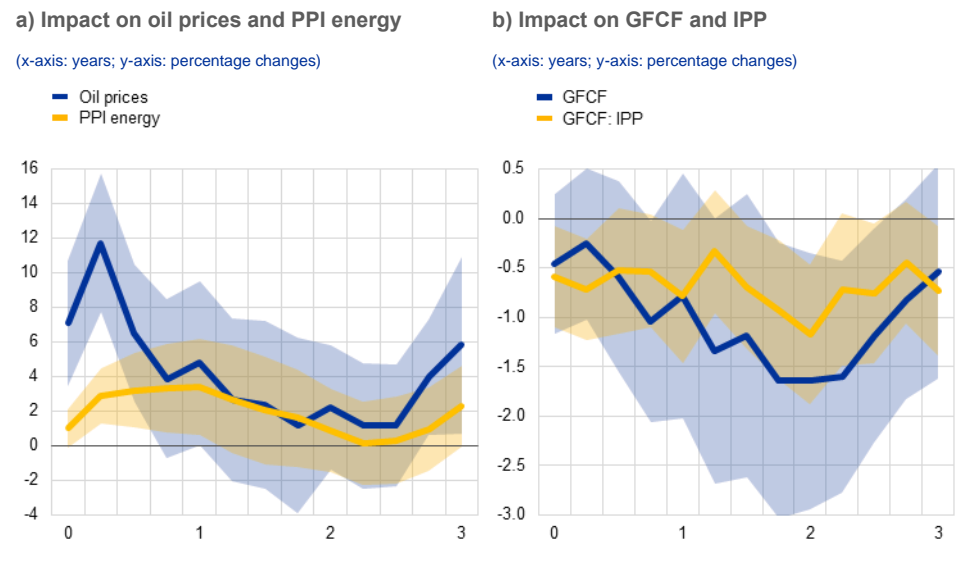 a) Impact on oil prices and PPI energy
(x-axis: years; y-axis: percentage changes)
Oil prices
PPI energy
16
14
12
10
8
6
4
2
0
-2
-4
0 1 2 3
b) Impact on GFCF and IPP
(x-axis: years; y-axis: percentage changes)
GFCF
GFCF: IPP
0.5
0.0
-0.5
-1.0
-1.5
-2.0
-2.5
-3.0
0 1 2 3